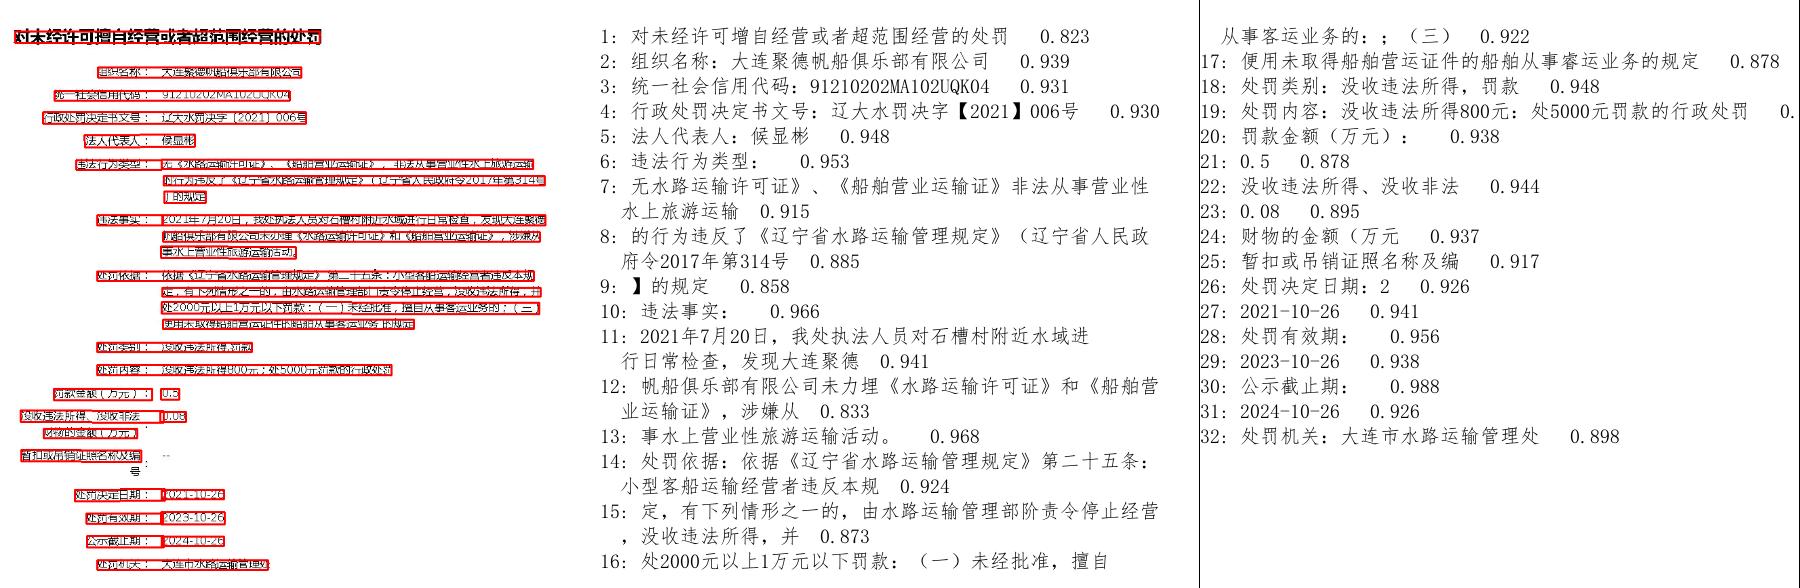 对未经许可擅自经营或者超范围经营的处罚
组织名称： 大连聚德帆船俱乐部有限公司
统一社会信用代码： 91210202MA102UQK04
行政处罚决定书文号： 辽大水罚决字〔2021〕006号
法人代表人： 候显彬
违法行为类型： 无《水路运输许可证》、《船舶营业运输证》，非法从事营业性水上旅游运输
的行为违反了《辽宁省水路运输管理规定》（辽宁省人民政府令2017年第314号
）的规定
违法事实： 2021年7月20日，我处执法人员对石槽村附近水域进行日常检查，发现大连聚德
帆船俱乐部有限公司未办理《水路运输许可证》和《船舶营业运输证》，涉嫌从
事水上营业性旅游运输活动。
处罚依据： 依据《辽宁省水路运输管理规定》第二十五条：小型客船运输经营者违反本规
定，有下列情形之一的，由水路运输管理部门责令停止经营，没收违法所得，并
处2000元以上1万元以下罚款：（一）未经批准，擅自从事客运业务的；（三）
使用未取得船舶营运证件的船舶从事客运业务 的规定
处罚类别： 没收违法所得,罚款
处罚内容： 没收违法所得800元；处5000元罚款的行政处罚
罚款金额（万元）： 0.5
没收违法所得、没收非法 0.08
财物的金额（万元）
：
暂扣或吊销证照名称及编 --
号：
处罚决定日期： 2021-10-26
处罚有效期： 2023-10-26
公示截止期： 2024-10-26
处罚机关： 大连市水路运输管理处
1: 对未经许可增自经营或者超范围经营的处罚 0.823
2: 组织名称: 大连聚德帆船俱乐部有限公司 0.939
3: 统一社会信用代码: 91210202MA102UQK04 0.931
4: 行政处罚决定书文号: 辽大水罚决字【2021】006号 0.930
5: 法人代表人: 候显彬 0.948
6: 违法行为类型: 0.953
7: 无水路运输许可证》、《船舶营业运输证》非法从事营业性
水上旅游运输 0.915
8: 的行为违反了《辽宁省水路运输管理规定》（辽宁省人民政
府令2017年第314号 0.885
9: 】的规定 0.858
10: 违法事实: 0.966
11: 2021年7月20日，我处执法人员对石槽村附近水域进
行日常检查，发现大连聚德 0.941
12: 帆船俱乐部有限公司未力埋《水路运输许可证》和《船舶营
业运输证》，涉嫌从 0.833
13: 事水上营业性旅游运输活动。 0.968
14: 处罚依据: 依据《辽宁省水路运输管理规定》第二十五条:
小型客船运输经营者违反本规 0.924
15: 定，有下列情形之一的，由水路运输管理部阶责令停止经营
，没收违法所得，并 0.873
16: 处2000元以上1万元以下罚款: （一）未经批准，擅自
从事客运业务的: ; （三） 0.922
17: 便用未取得船舶营运证件的船舶从事睿运业务的规定 0.878
18: 处罚类别: 没收违法所得, 罚款 0.948
19: 处罚内容: 没收违法所得800元: 处5000元罚款的行政处罚 0.
20: 罚款金额(万元): 0.938
21: 0.5 0.878
22: 没收违法所得、没收非法 0.944
23: 0.08 0.895
24: 财物的金额（万元 0.937
25: 暂扣或吊销证照名称及编 0.917
26: 处罚决定日期: 2 0.926
27: 2021-10-26 0.941
28: 处罚有效期: 0.956
29: 2023-10-26 0.938
30: 公示截止期: 0.988
31: 2024-10-26 0.926
32: 处罚机关: 大连市水路运输管理处 0.898